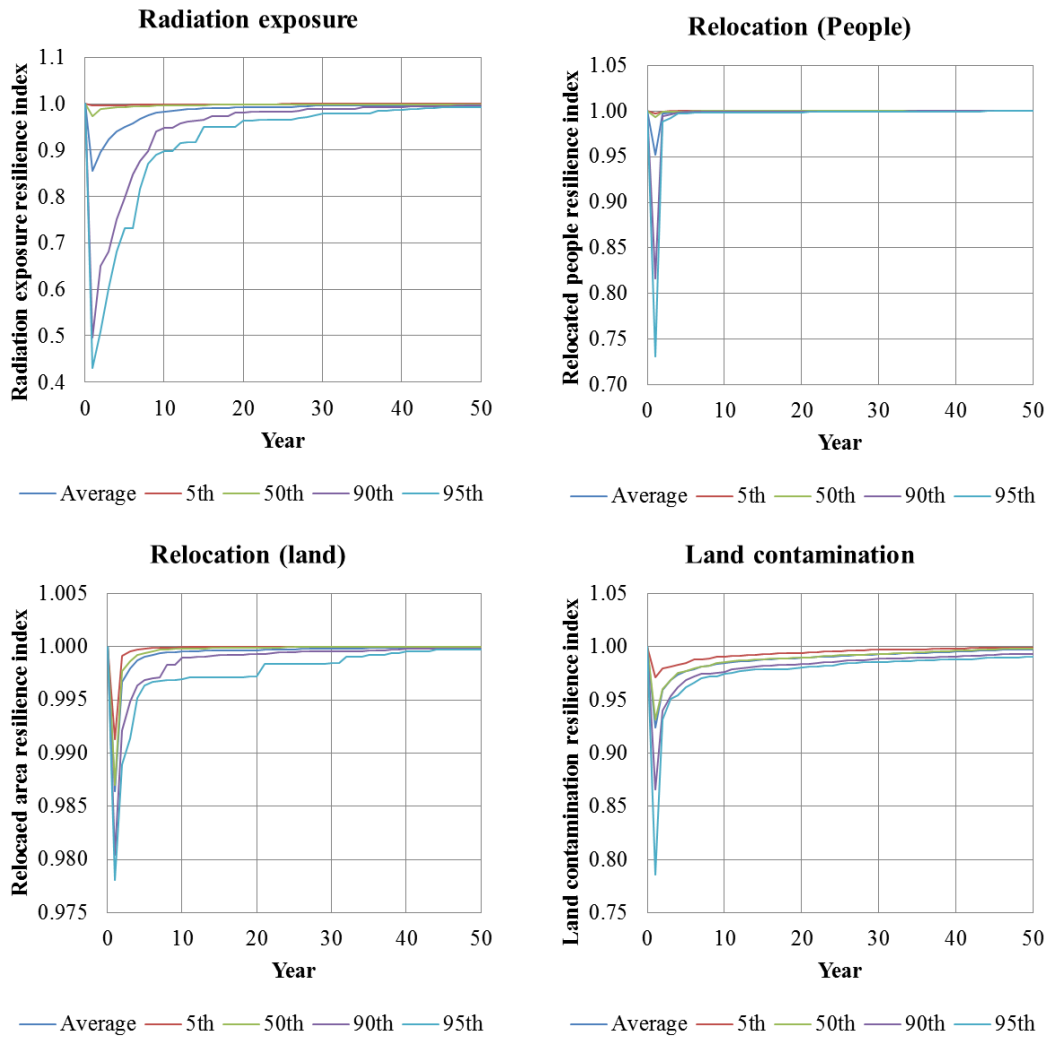 Radiation exposure
Radiation exposure resilience index
1.1
1.0
0.9
0.8
0.7
0.6
0.5
0.4
0 10 20 30 40 50
Year
Average 5th 50th 90th 95th
Relocation (People)
Relocated people resilience index
1.05
1.00
0.95
0.90
0.85
0.80
0.75
0.70
0 10 20 30 40 50
Year
Average 5th 50th 90th 95th
Relocation (land)
Relocaed area resilience index
1.005
1.000
0.995
0.990
0.985
0.980
0.975
0 10 20 30 40 50
Year
Average 5th 50th 90th 95th
Land contamination
Land contamination resilience index
1.05
1.00
0.95
0.90
0.85
0.80
0.75
0 10 20 30 40 50
Year
Average 5th 50th 90th 95th